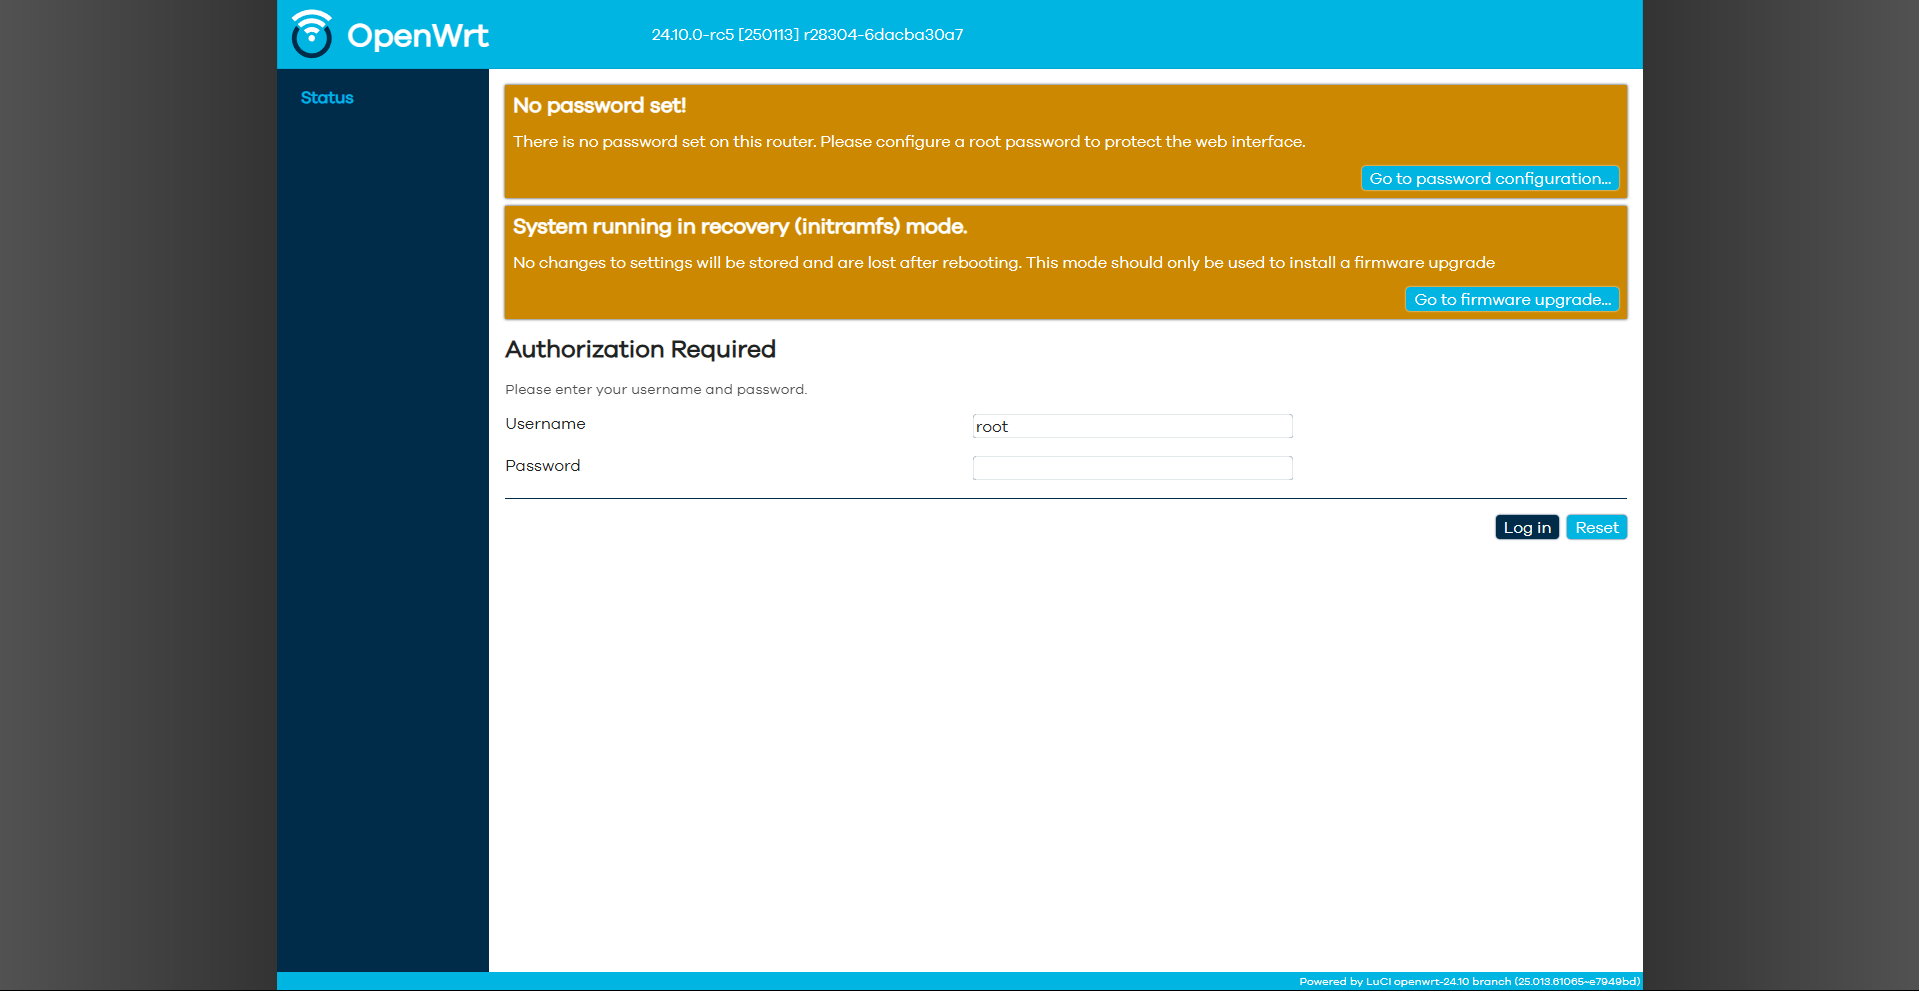 OpenWrt
24.10.0-rc5 [250113] r28304-6dacba30a7
Status
No password set!
There is no password set on this router. Please configure a root password to protect the web interface.
Go to password configuration...
System running in recovery (initramfs) mode.
No changes to settings will be stored and are lost after rebooting. This mode should only be used to install a firmware upgrade
Go to firmware upgrade...
Authorization Required
Please enter your username and password.
Username
root
Password
Log in
Reset
Powered by LuCI openwrt-24.10 branch (25.013.61065~e7949bd)